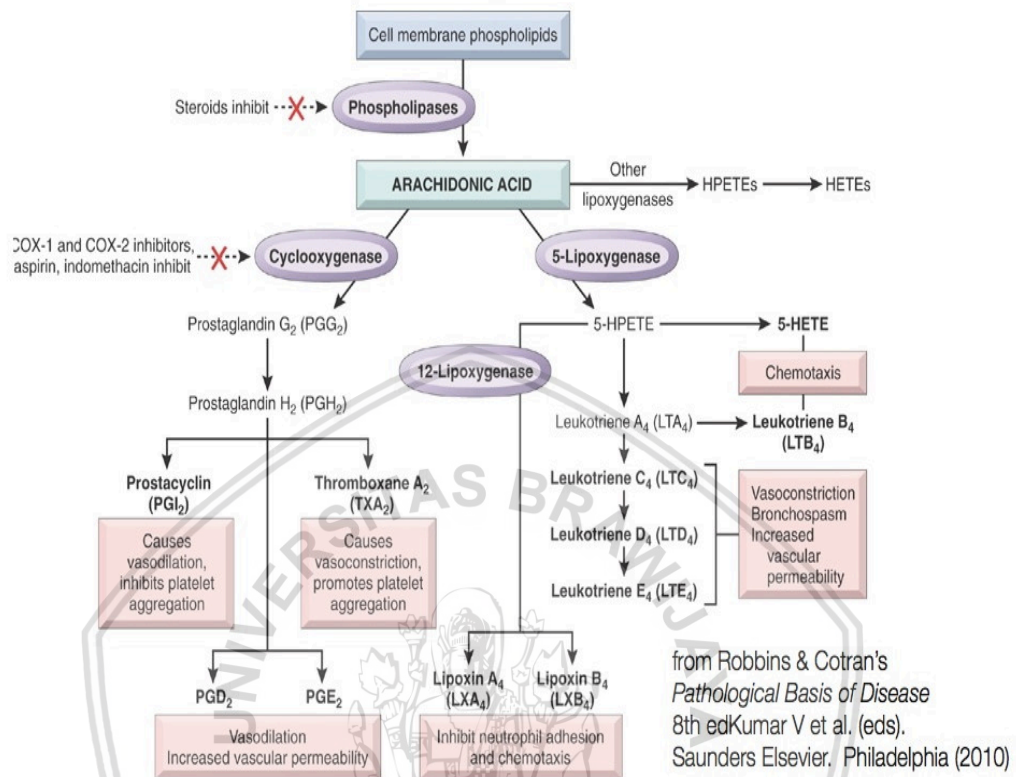 Cell membrane phospholipids
Steroids inhibit
Phospholipases
ARACHIDONIC ACID
Other
lipoxygenases
HPETEs
HETEs
COX-1 and COX-2 inhibitors,
aspirin, indomethacin inhibit
Cyclooxygenase
5-Lipoxygenase
Prostaglandin G₂ (PGG₂)
5-HPETE
5-HETE
12-Lipoxygenase
Chemotaxis
Prostaglandin H₂ (PGH₂)
Leukotriene A₄ (LTA₄)
Leukotriene B₄
(LTB₄)
Prostacyclin
(PGI₂)
Thromboxane A₂
(TXA₂)
Leukotriene C₄ (LTC₄)
Leukotriene D₄ (LTD₄)
Leukotriene E₄ (LTE₄)
Vasoconstriction
Bronchospasm
Increased
vascular
permeability
Causes
vasodilation,
inhibits platelet
aggregation
Causes
vasoconstriction,
promotes platelet
aggregation
PGD₂
PGE₂
Lipoxin A₄
(LXA₄)
Lipoxin B₄
(LXB₄)
Vasodilation
Increased vascular permeability
Inhibit neutrophil adhesion
and chemotaxis
from Robbins & Cotran's
Pathological Basis of Disease
8th edKumar V et al. (eds).
Saunders Elsevier. Philadelphia (2010)
UNIVERSITAS BRAWIJAYA